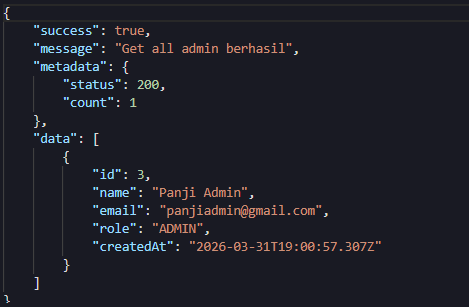 {
    "success": true,
    "message": "Get all admin berhasil",
    "metadata": {
        "status": 200,
        "count": 1
    },
    "data": [
        {
            "id": 3,
            "name": "Panji Admin",
            "email": "panjiadmin@gmail.com",
            "role": "ADMIN",
            "createdAt": "2026-03-31T19:00:57.307Z"
        }
    ]
}